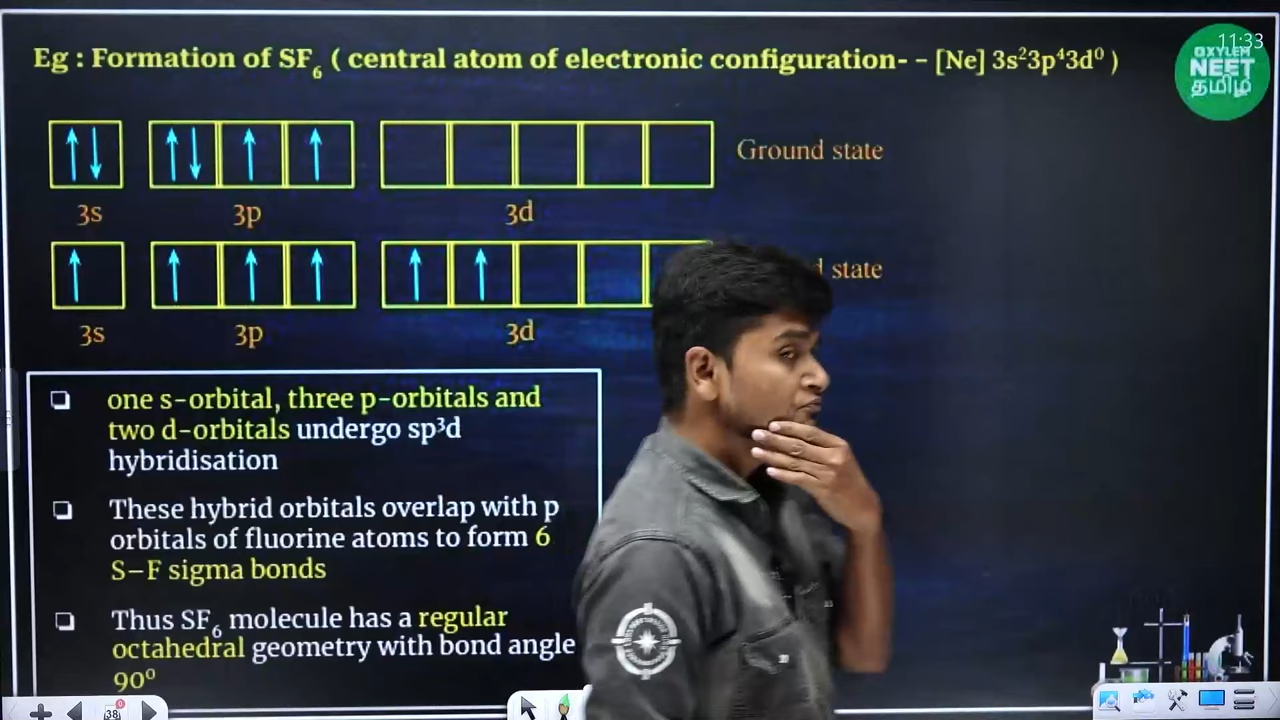 Eg : Formation of SF₆ ( central atom of electronic configuration- – [Ne] 3s²3p⁴3d⁰ )
11:33
OXYLEM
NEET
தமிழ்
Ground state
3s 3p 3d
state
3s 3p 3d
one s-orbital, three p-orbitals and
two d-orbitals undergo sp³d
hybridisation
These hybrid orbitals overlap with p
orbitals of fluorine atoms to form 6
S–F sigma bonds
Thus SF₆ molecule has a regular
octahedral geometry with bond angle
90⁰
38